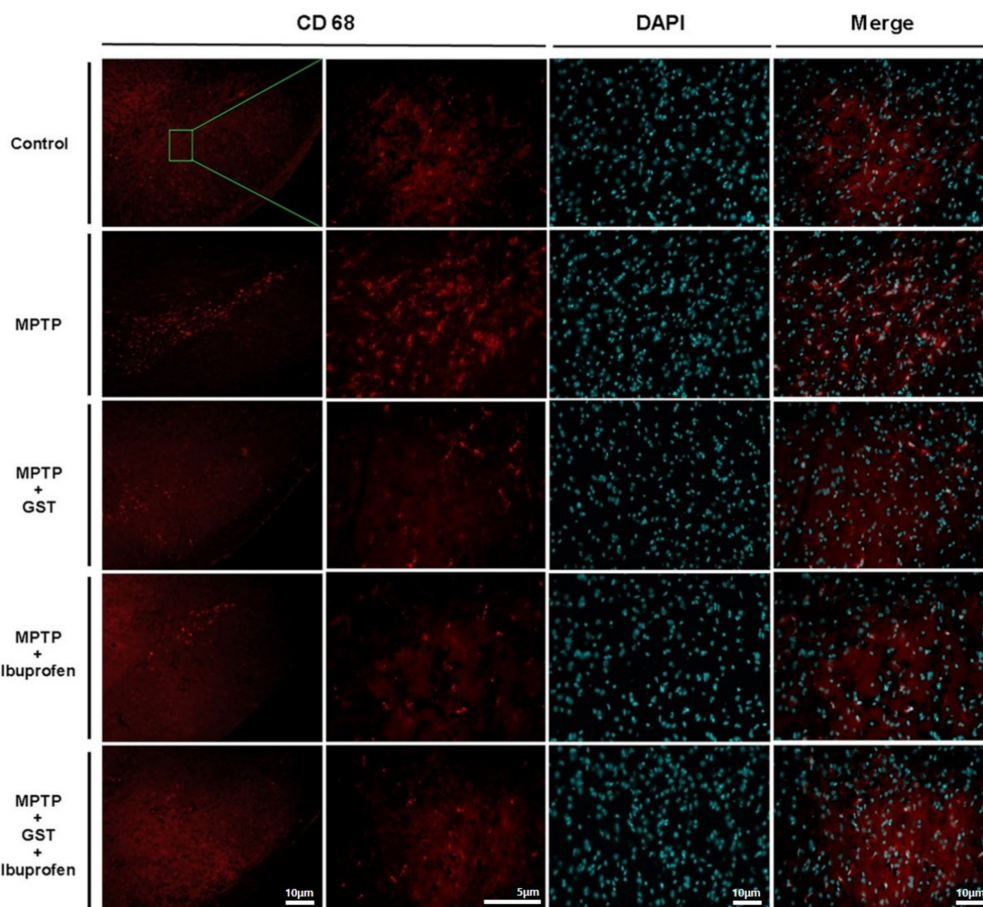 CD 68
DAPI
Merge
Control
MPTP
MPTP
+
GST
MPTP
+
Ibuprofen
MPTP
+
GST
+
Ibuprofen
10μm
5μm
10μm
10μm